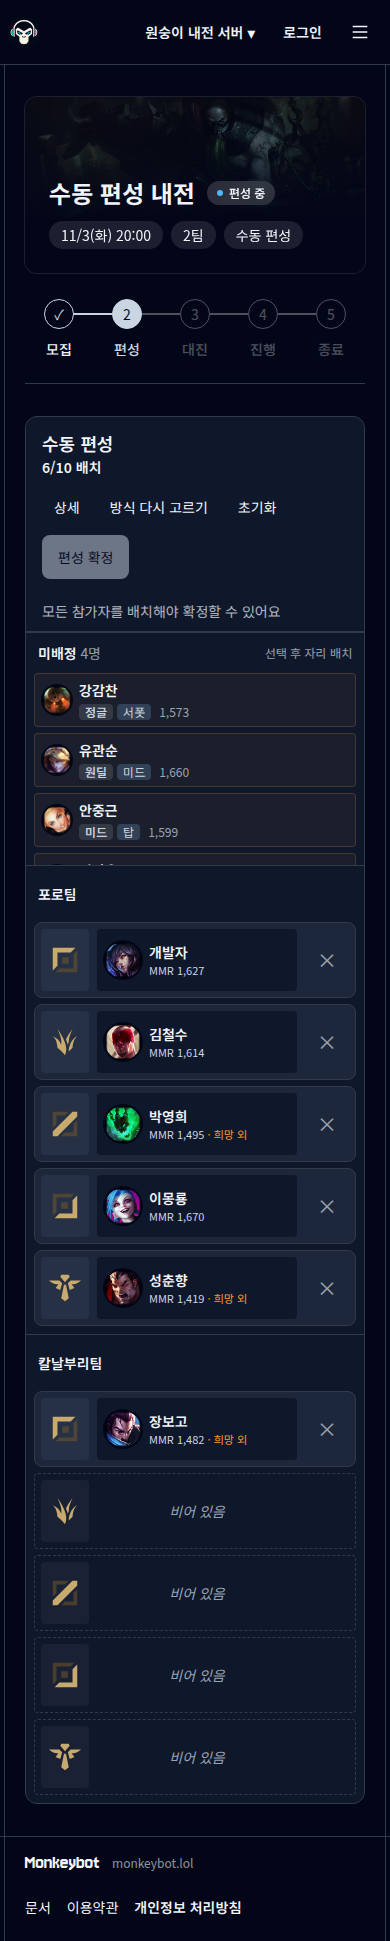 원숭이 내전 서버 ▾
로그인
수동 편성 내전
편성 중
11/3(화) 20:00
2팀
수동 편성
✓ 2 3 4 5
모집 편성 대진 진행 종료
수동 편성
6/10 배치
상세 방식 다시 고르기 초기화
편성 확정
모든 참가자를 배치해야 확정할 수 있어요
미배정 4명
선택 후 자리 배치
강감찬
정글 서폿 1,573
유관순
원딜 미드 1,660
안중근
미드 탑 1,599
포로팀
개발자
MMR 1,627
김철수
MMR 1,614
박영희
MMR 1,495 · 희망 외
이몽룡
MMR 1,670
성춘향
MMR 1,419 · 희망 외
칼날부리팀
장보고
MMR 1,482 · 희망 외
비어 있음
비어 있음
비어 있음
비어 있음
Monkeybot monkeybot.lol
문서 이용약관 개인정보 처리방침